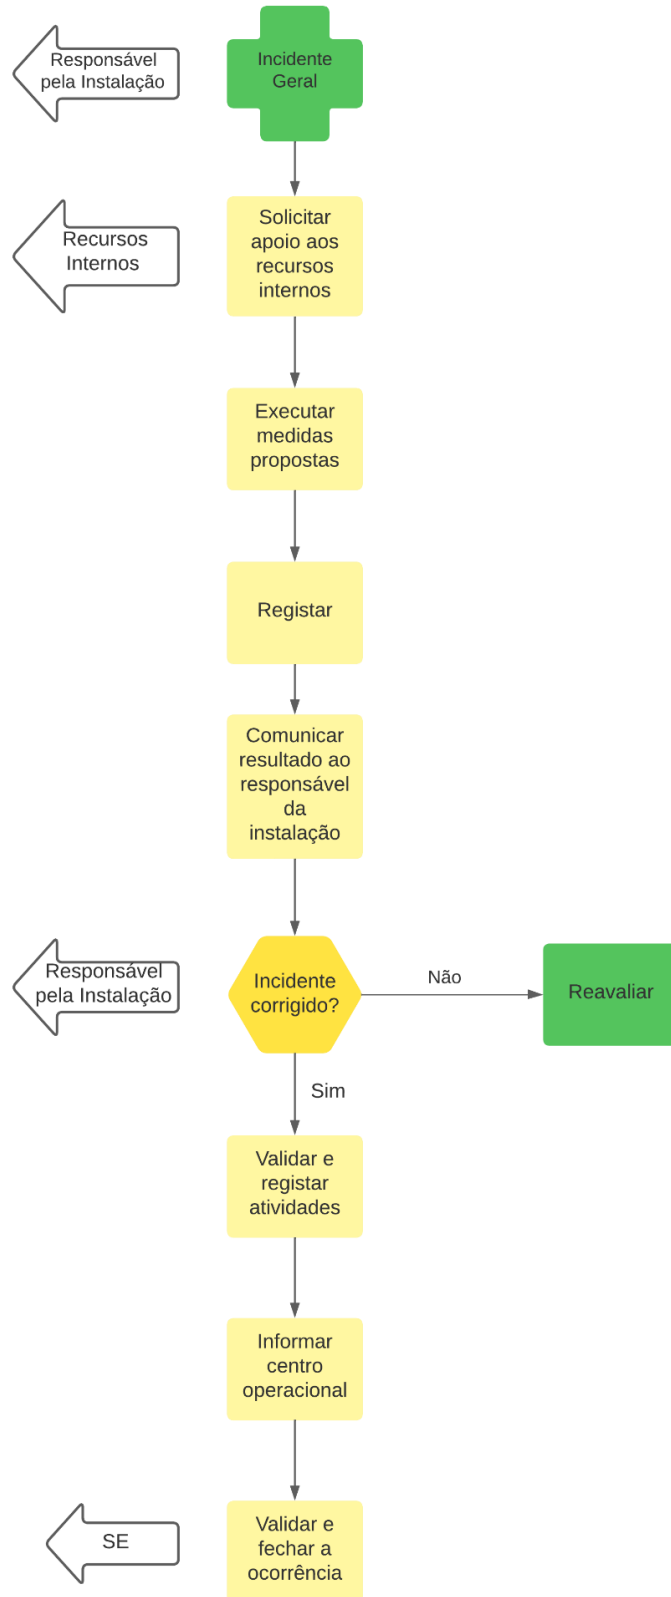 Responsável
pela Instalação
Incidente
Geral
Recursos
Internos
Solicitar
apoio aos
recursos
internos
Executar
medidas
propostas
Registar
Comunicar
resultado ao
responsável
da
instalação
Responsável
pela Instalação
Incidente
corrigido?
Não
Reavaliar
Sim
Validar e
registar
atividades
Informar
centro
operacional
SE
Validar e
fechar a
ocorrência